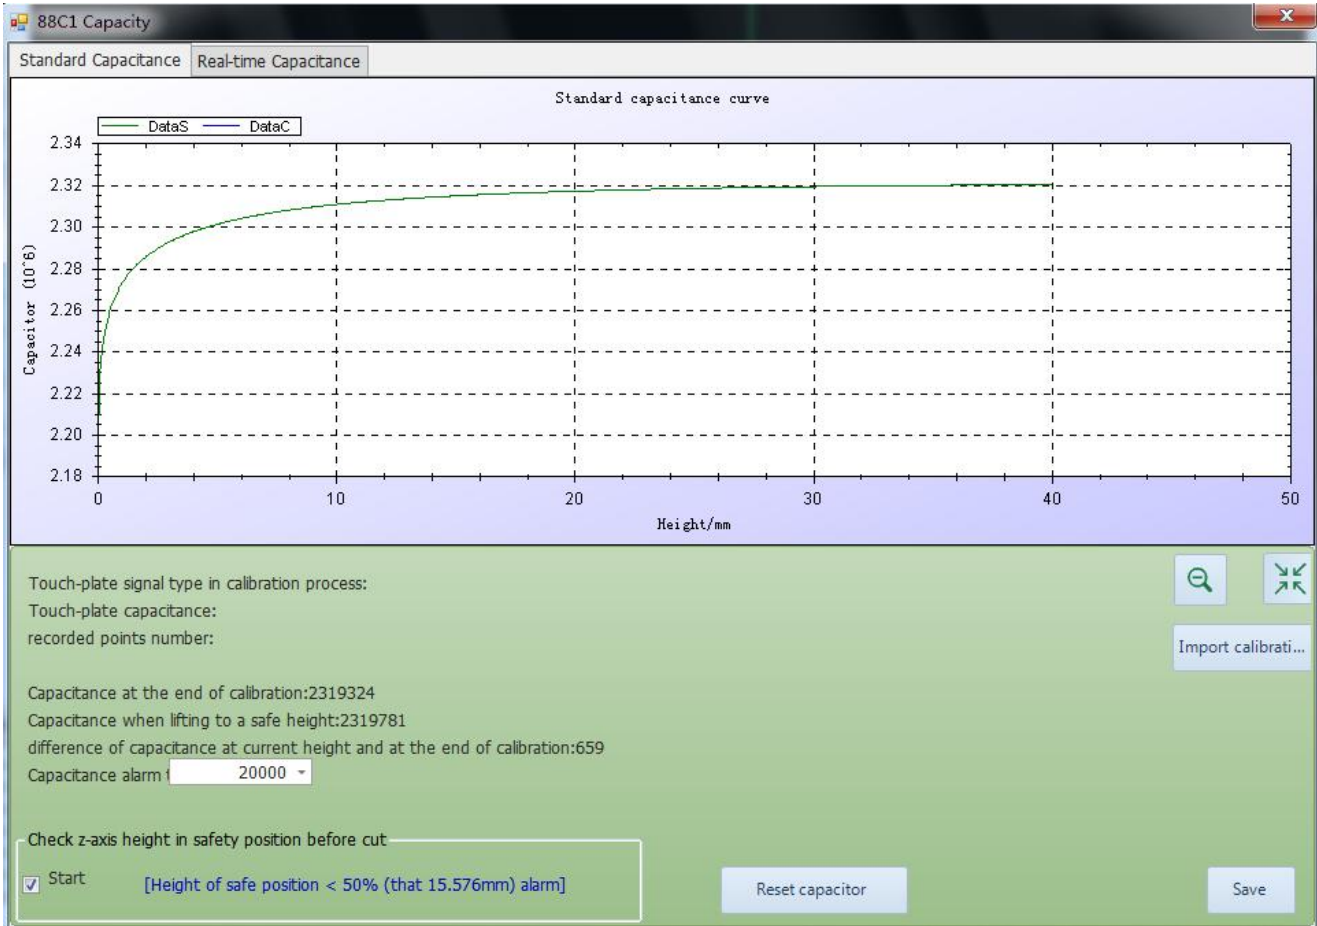 88C1 Capacity
x
Standard Capacitance Real-time Capacitance
Standard capacitance curve
DataS DataC
2.34
2.32
2.30
2.28
2.26
2.24
2.22
2.20
2.18
Capacitor (10^6)
0 10 20 30 40 50
Height/mm
Touch-plate signal type in calibration process:
Touch-plate capacitance:
recorded points number:
Import calibrati...
Capacitance at the end of calibration:2319324
Capacitance when lifting to a safe height:2319781
difference of capacitance at current height and at the end of calibration:659
Capacitance alarm 20000
Check z-axis height in safety position before cut
Start [Height of safe position < 50% (that 15.576mm) alarm]
Reset capacitor Save